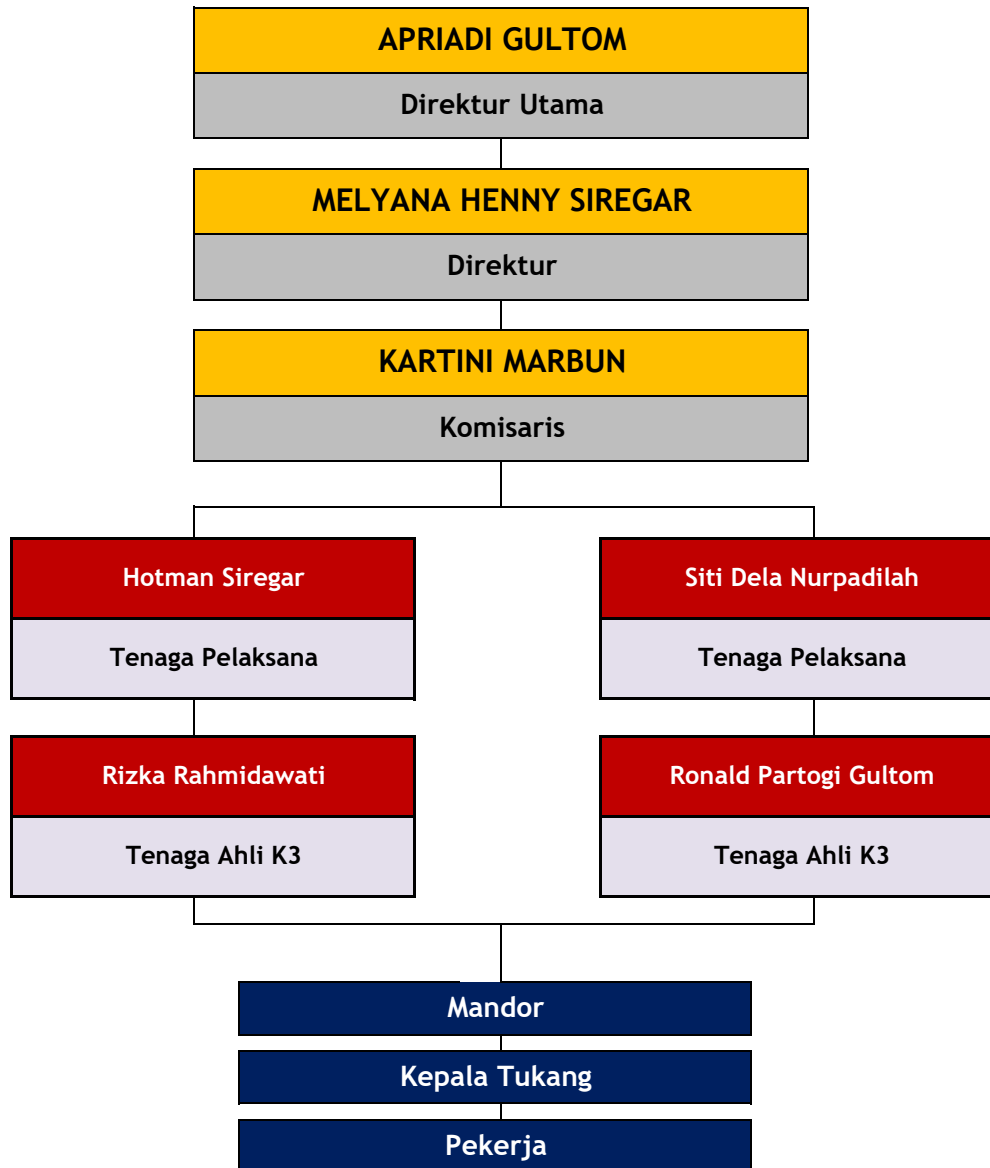 APRIADI GULTOM
Direktur Utama
MELYANA HENNY SIREGAR
Direktur
KARTINI MARBUN
Komisaris
Hotman Siregar
Tenaga Pelaksana
Rizka Rahmidawati
Tenaga Ahli K3
Siti Dela Nurpadilah
Tenaga Pelaksana
Ronald Partogi Gultom
Tenaga Ahli K3
Mandor
Kepala Tukang
Pekerja